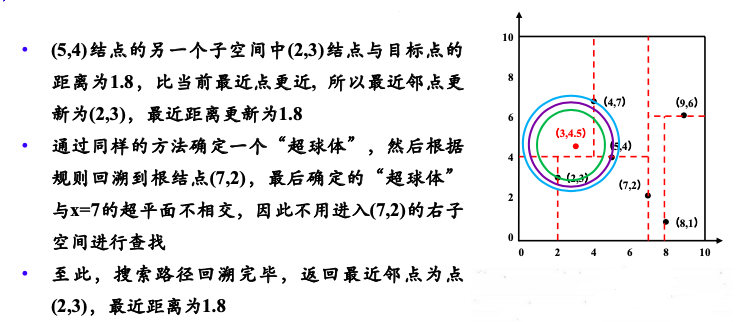 • (5,4)结点的另一个子空间中(2,3)结点与目标点的
距离为1.8，比当前最近点更近, 所以最近邻点更
新为(2,3)，最近距离更新为1.8
• 通过同样的方法确定一个“超球体”，然后根据
规则回溯到根结点(7,2)，最后确定的“超球体”
与x=7的超平面不相交，因此不用进入(7,2)的右子
空间进行查找
• 至此，搜索路径回溯完毕，返回最近邻点为点
(2,3)，最近距离为1.8
10
8
6
4
2
0
(4,7)
(9,6)
(3,4.5)
(5,4)
(2,3)
(7,2)
(8,1)
0 2 4 6 8 10